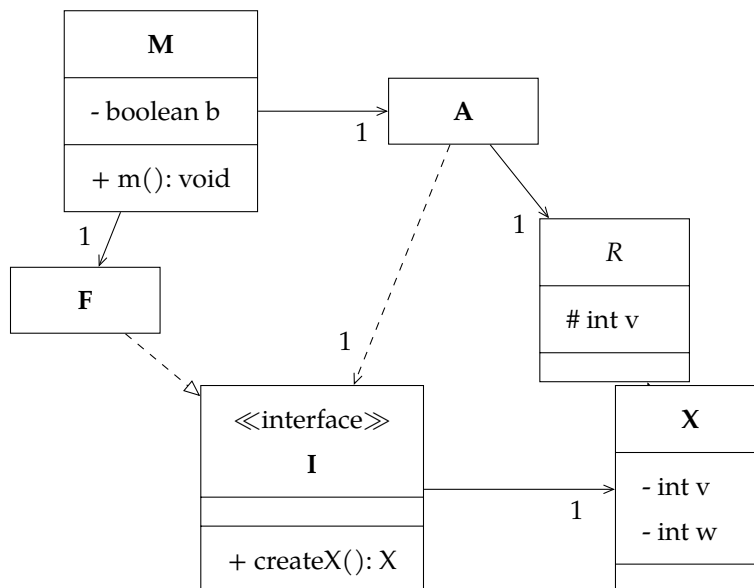 M
- boolean b
+ m(): void
A
1
1
F
1
R
# int v
1
≪interface≫
I
+ createX(): X
1
X
- int v
- int w